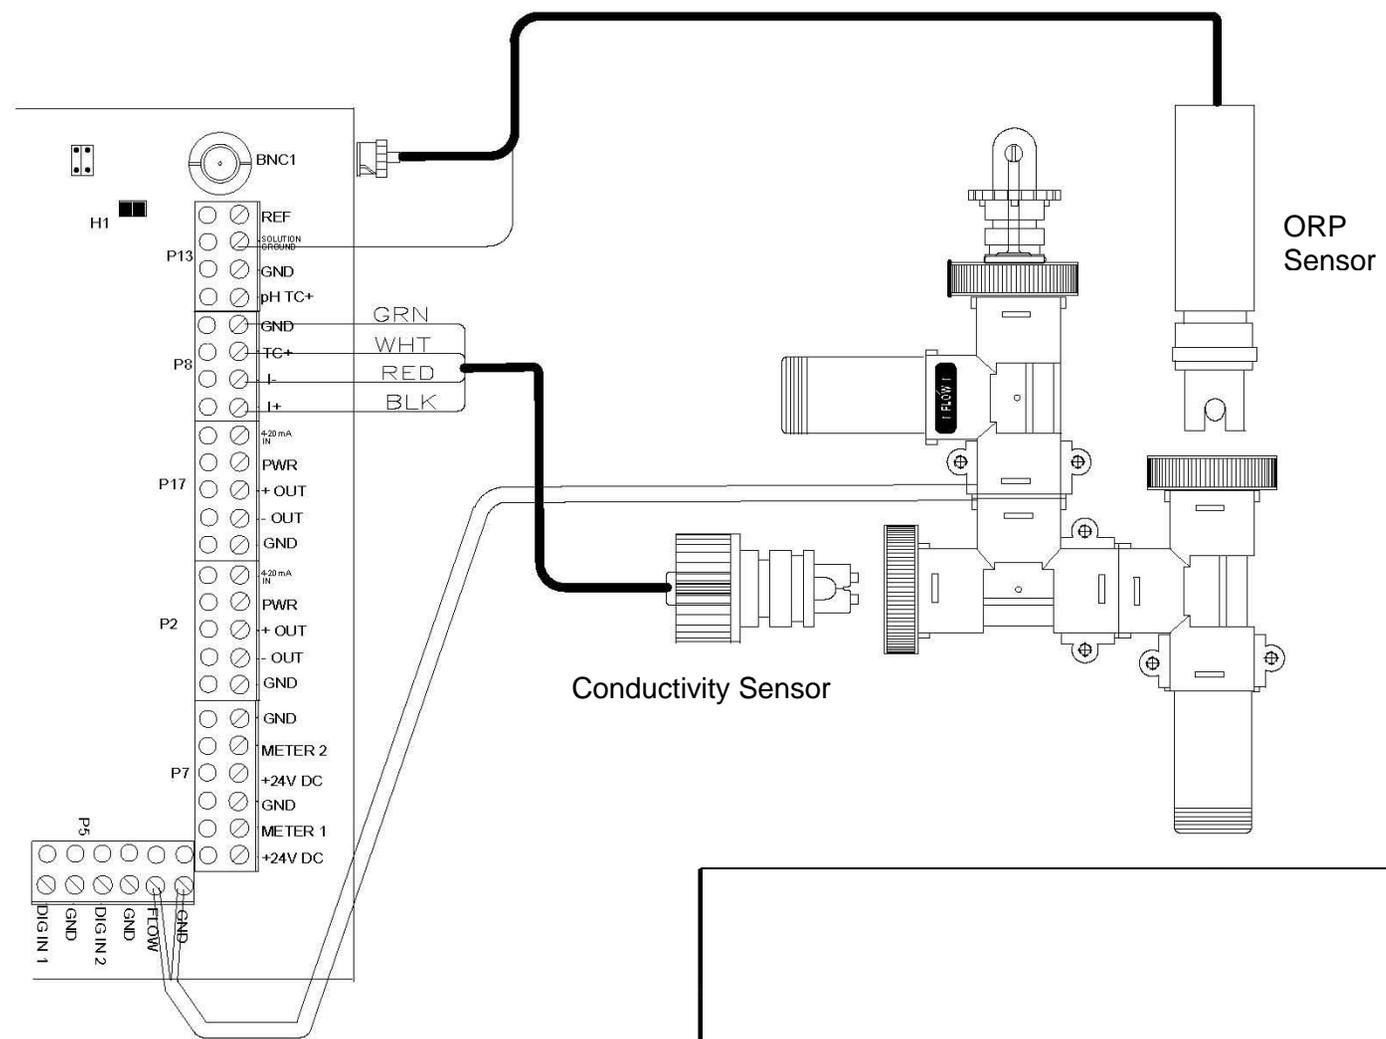 BNC1
H1
REF
SOLUTION
GROUND
P13
GND
pH TC+
GND
GRN
TC+
WHT
P8
I-
RED
I+
BLK
4-20 mA
IN
PWR
P17
+ OUT
- OUT
GND
4-20 mA
IN
PWR
P2
+ OUT
- OUT
GND
GND
METER 2
P7
+24V DC
GND
METER 1
+24V DC
P5
DIG IN 1
GND
DIG IN 2
GND
FLOW
GND
ORP
Sensor
FLOW
Conductivity Sensor